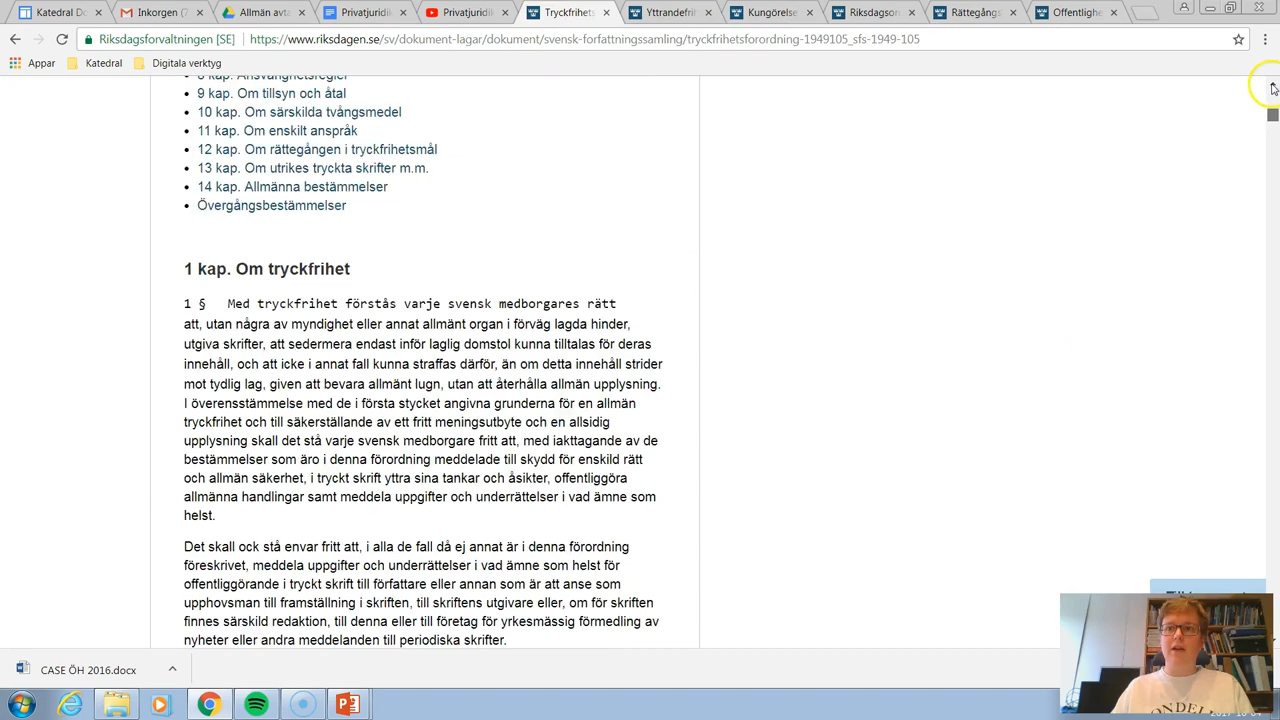 Katedral Do
Inkorgen (7
Allmän avta
Privatjuridik
Privatjuridik
Tryckfrihets
Yttrandefrit
Kungörelse
Riksdagsor
Rättegångs
Offentlighe
Riksdagsforvaltningen [SE]
https://www.riksdagen.se/sv/dokument-lagar/dokument/svensk-forfattningssamling/tryckfrihetsforordning-1949105_sfs-1949-105
Appar
Katedral
Digitala verktyg
8 kap. Ansvarighetsregler
9 kap. Om tillsyn och åtal
10 kap. Om särskilda tvångsmedel
11 kap. Om enskilt anspråk
12 kap. Om rättegången i tryckfrihetsmål
13 kap. Om utrikes tryckta skrifter m.m.
14 kap. Allmänna bestämmelser
Övergångsbestämmelser
1 kap. Om tryckfrihet
1 § Med tryckfrihet förstås varje svensk medborgares rätt
att, utan några av myndighet eller annat allmänt organ i förväg lagda hinder,
utgiva skrifter, att sedermera endast inför laglig domstol kunna tilltalas för deras
innehåll, och att icke i annat fall kunna straffas därför, än om detta innehåll strider
mot tydlig lag, given att bevara allmänt lugn, utan att återhålla allmän upplysning.
I överensstämmelse med de i första stycket angivna grunderna för en allmän
tryckfrihet och till säkerställande av ett fritt meningsutbyte och en allsidig
upplysning skall det stå varje svensk medborgare fritt att, med iakttagande av de
bestämmelser som äro i denna förordning meddelade till skydd för enskild rätt
och allmän säkerhet, i tryckt skrift yttra sina tankar och åsikter, offentliggöra
allmänna handlingar samt meddela uppgifter och underrättelser i vad ämne som
helst.
Det skall ock stå envar fritt att, i alla de fall då ej annat är i denna förordning
föreskrivet, meddela uppgifter och underrättelser i vad ämne som helst för
offentliggörande i tryckt skrift till författare eller annan som är att anse som
upphovsman till framställning i skriften, till skriftens utgivare eller, om för skriften
finnes särskild redaktion, till denna eller till företag för yrkesmässig förmedling av
nyheter eller andra meddelanden till periodiska skrifter.
CASE ÖH 2016.docx